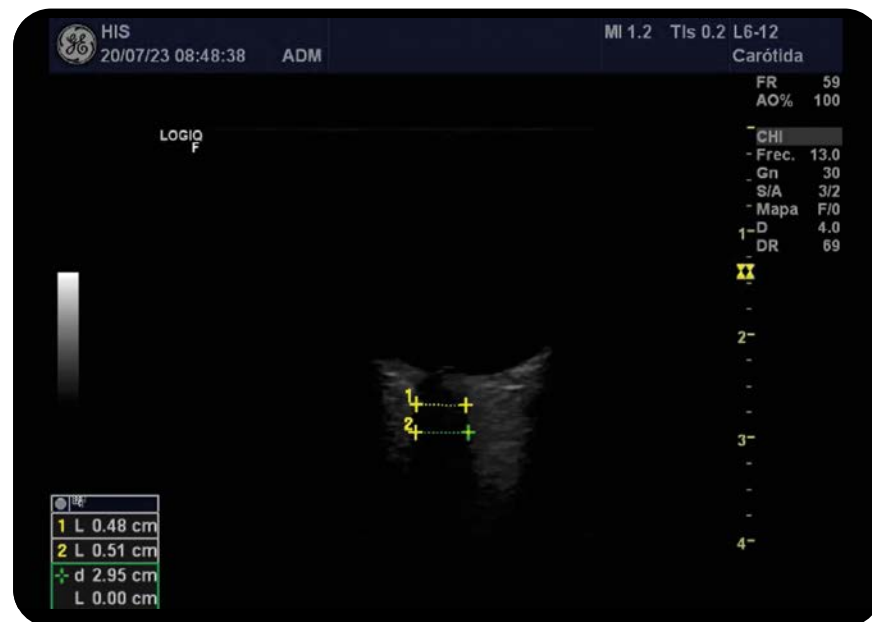 HIS
20/07/23 08:48:38 ADM
MI 1.2 TIs 0.2 L6-12
Carótida
FR 59
AO% 100
CHI
Frec. 13.0
Gn 30
S/A 3/2
Mapa F/0
D 4.0
DR 69
LOGIQ
F
1
2
3
4
1
2
1 L 0.48 cm
2 L 0.51 cm
d 2.95 cm
L 0.00 cm